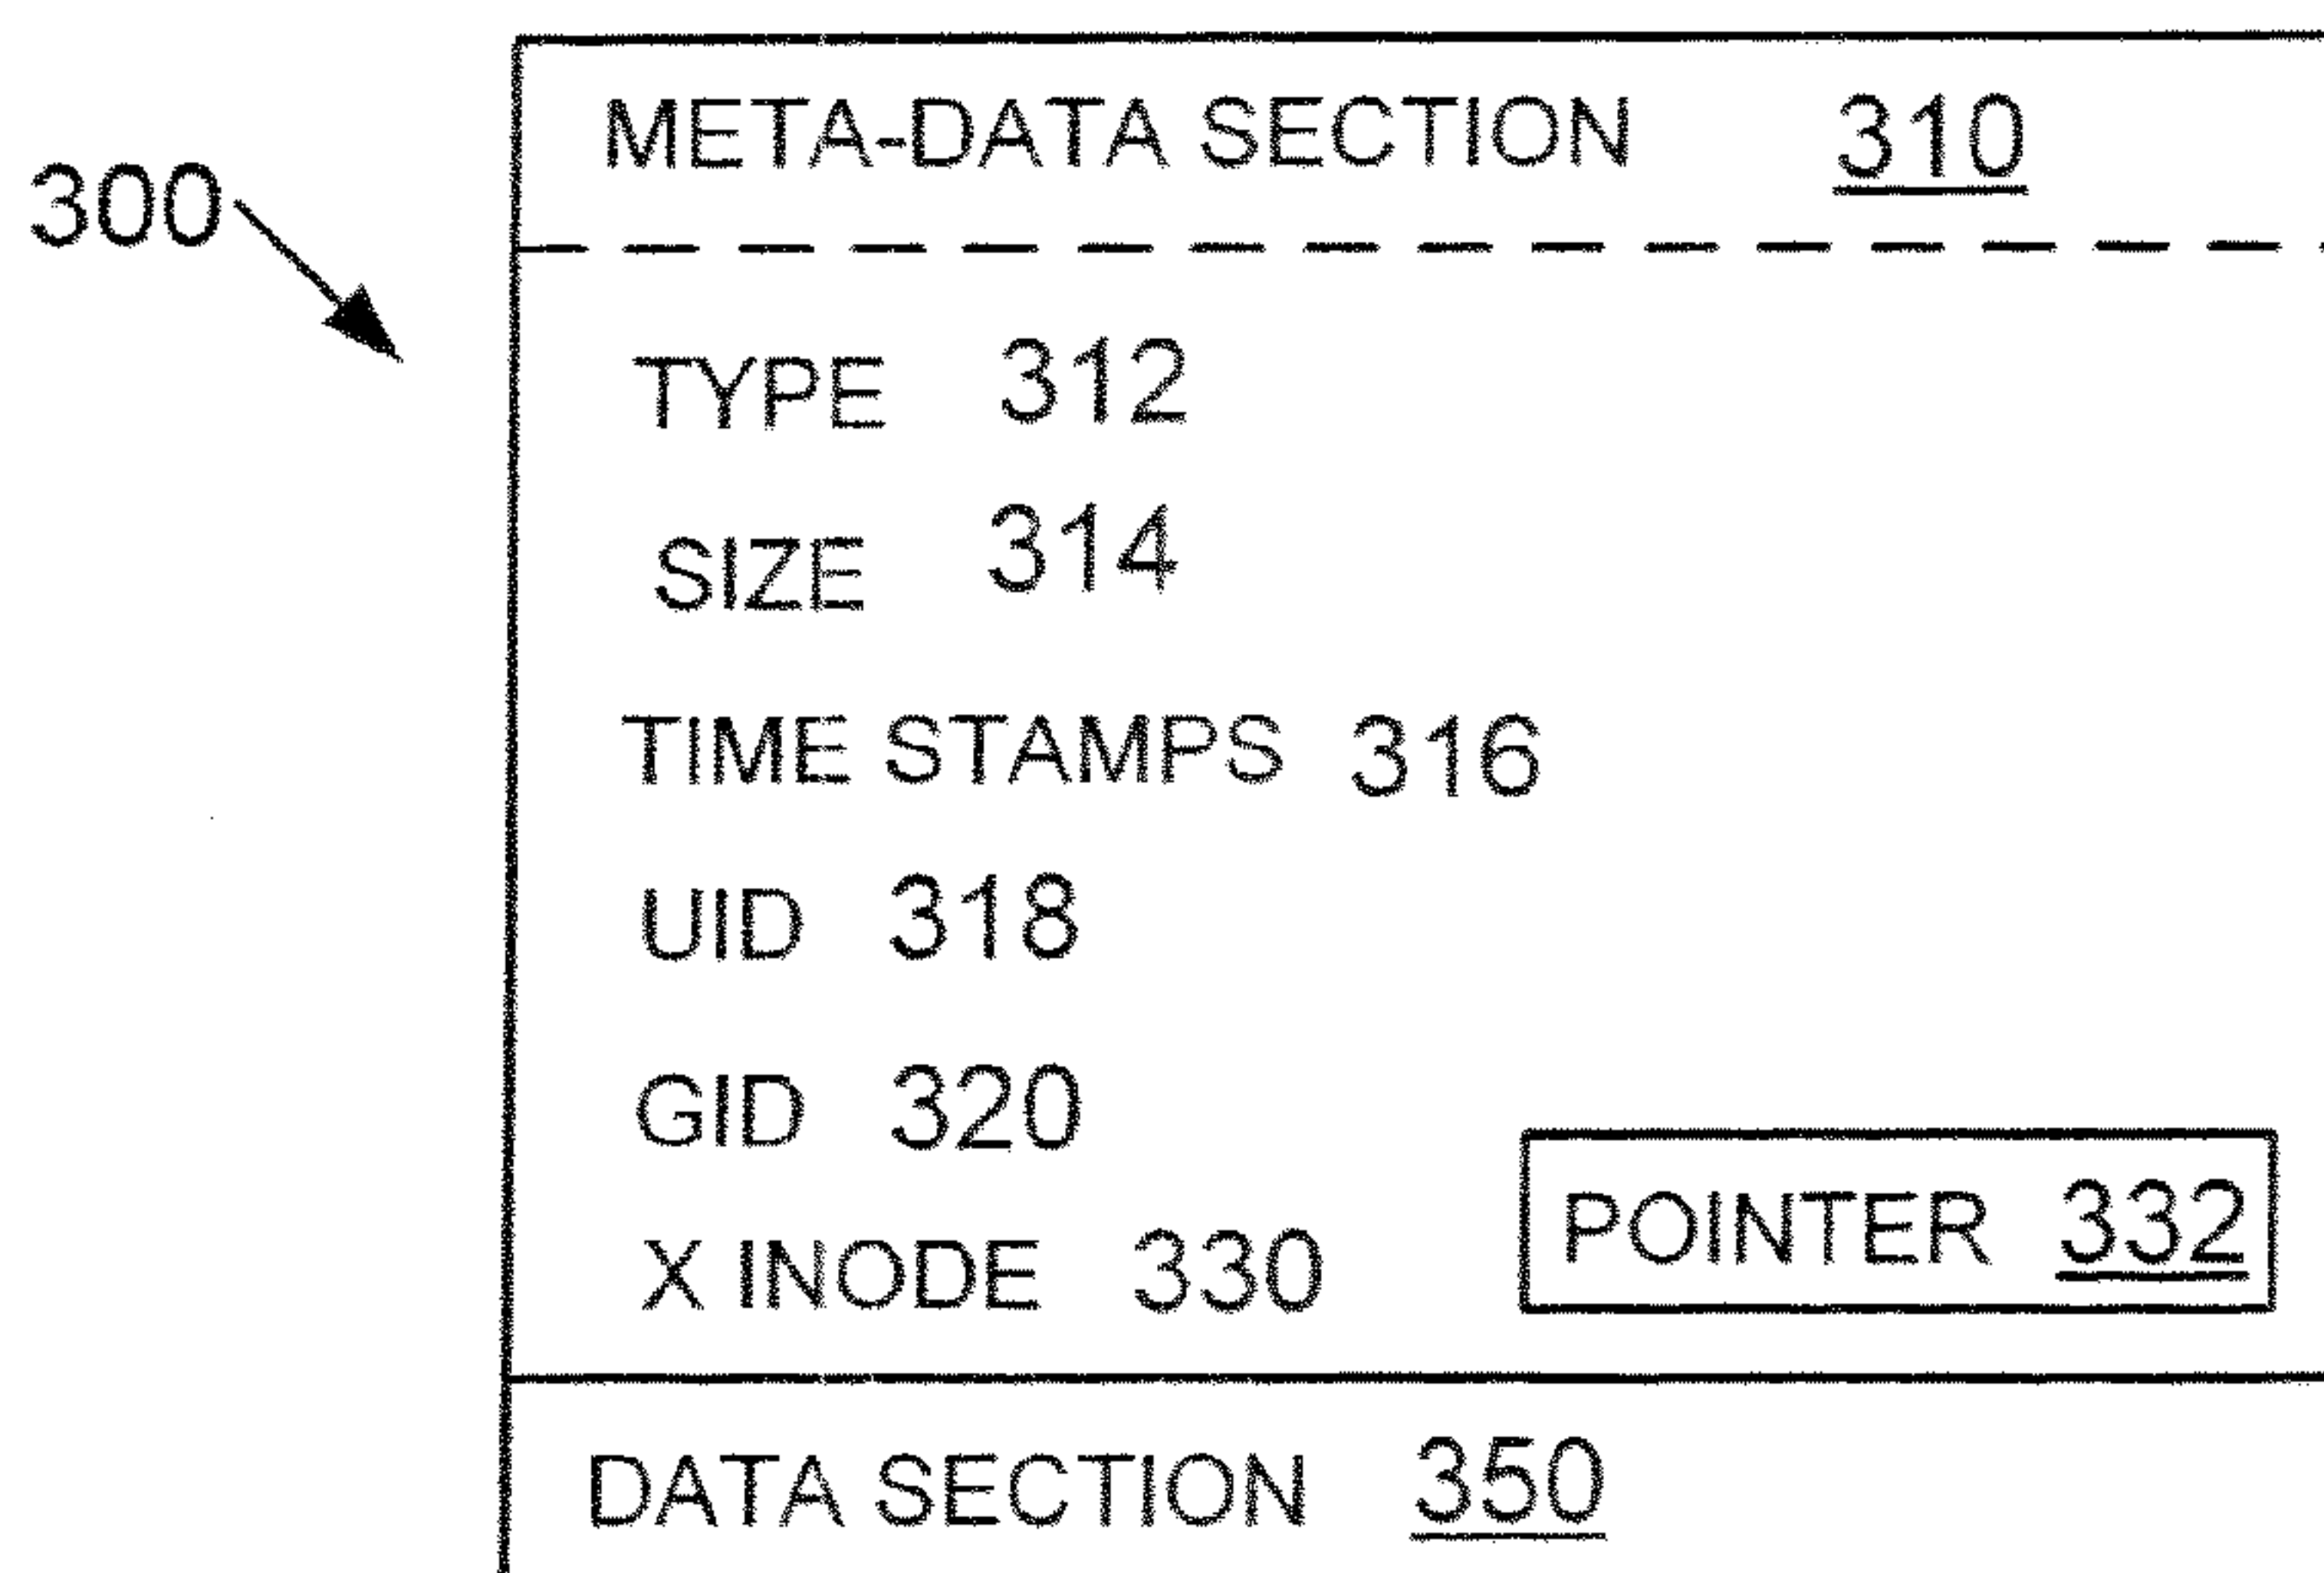 META-DATA SECTION 310
300
TYPE 312
SIZE 314
TIME STAMPS 316
UID 318
GID 320
X INODE 330 POINTER 332
DATA SECTION 350